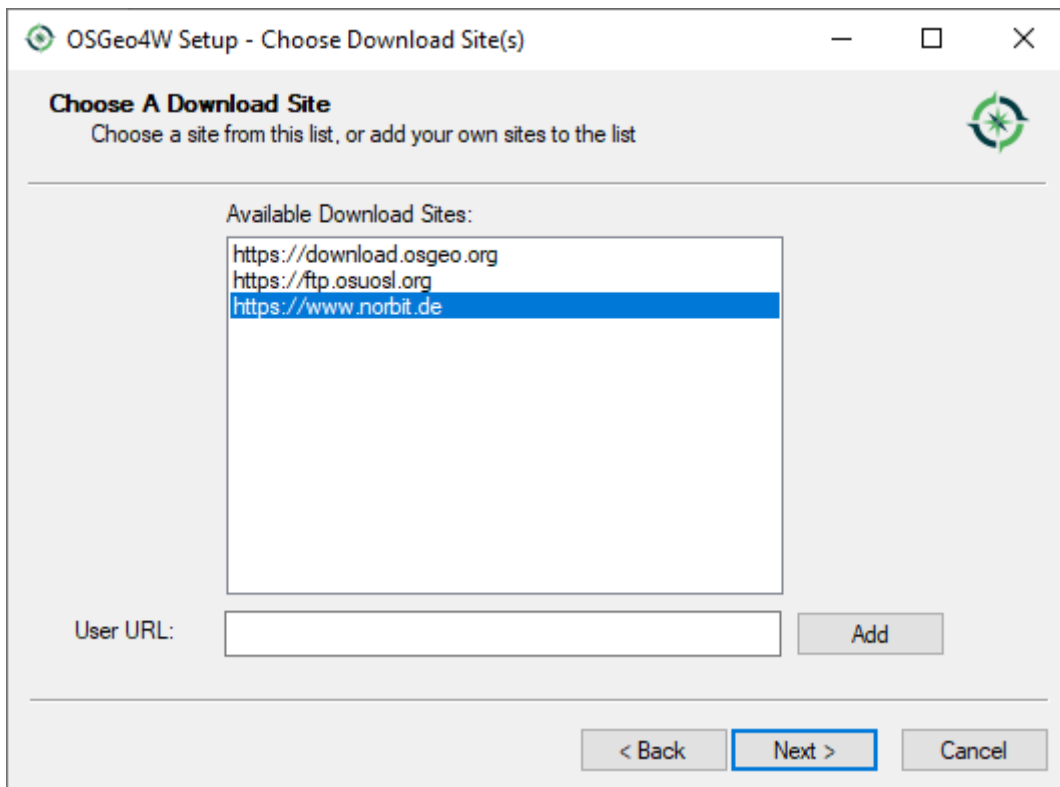 OSGeo4W Setup - Choose Download Site(s)
Choose A Download Site
Choose a site from this list, or add your own sites to the list
Available Download Sites:
https://download.osgeo.org
https://ftp.osuosl.org
https://www.norbit.de
User URL:
Add
< Back
Next >
Cancel